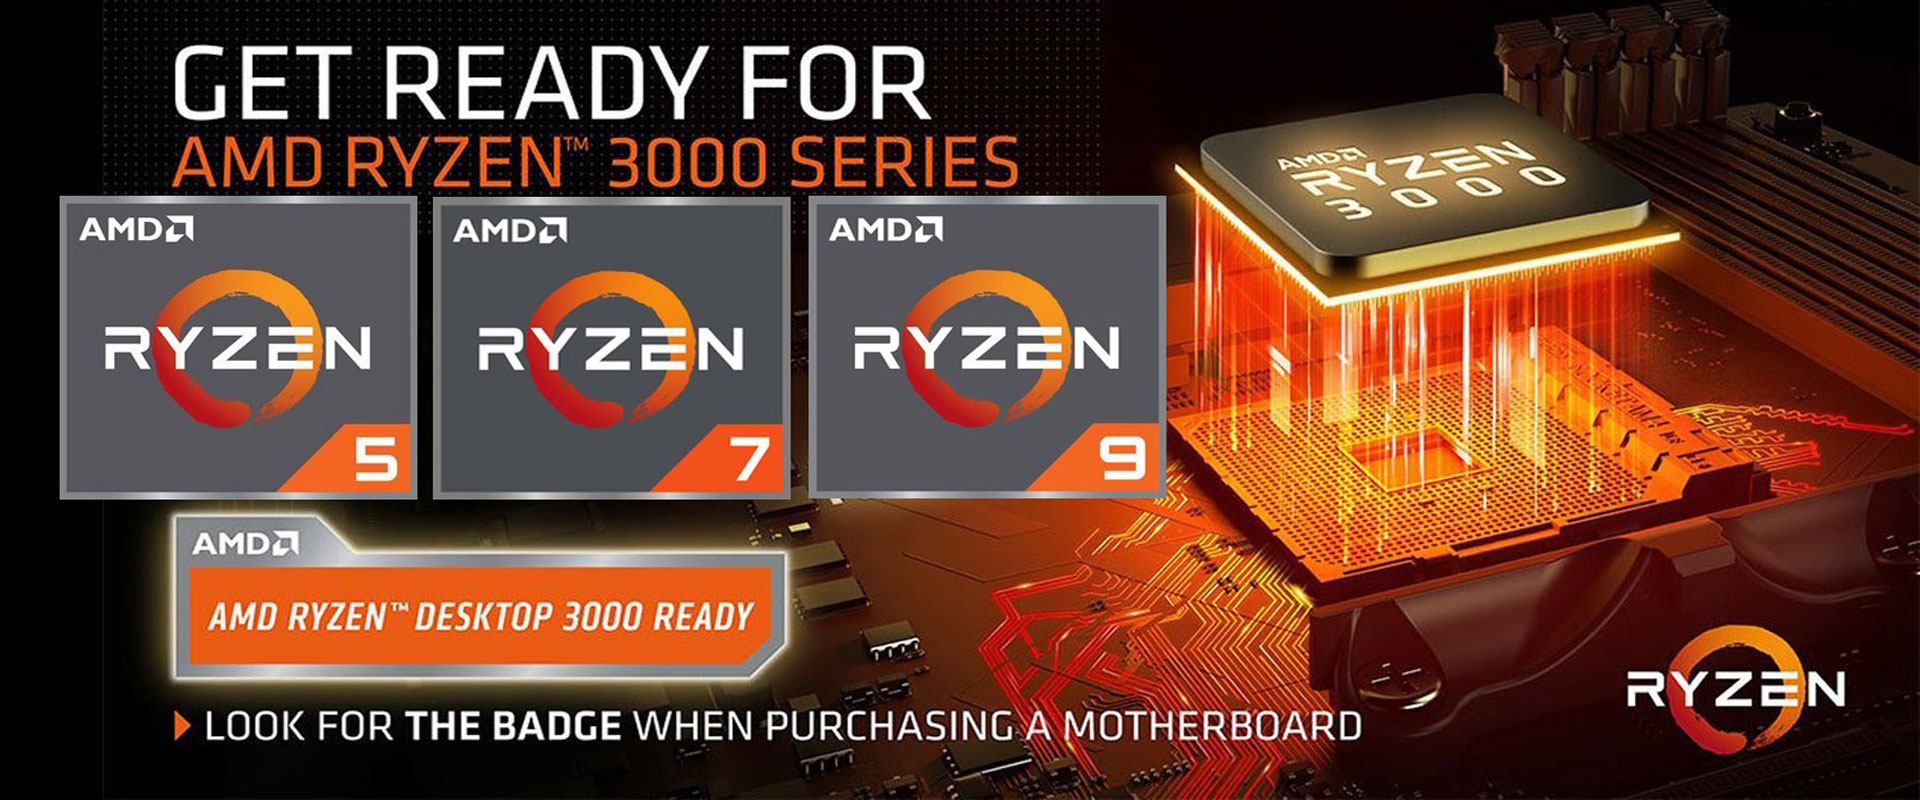 GET READY FOR
AMD RYZEN™ 3000 SERIES
AMD
RYZEN
5
AMD
RYZEN
7
AMD
RYZEN
9
AMD
RYZEN
3000
AMD
AMD RYZEN™ DESKTOP 3000 READY
LOOK FOR THE BADGE WHEN PURCHASING A MOTHERBOARD
RYZEN